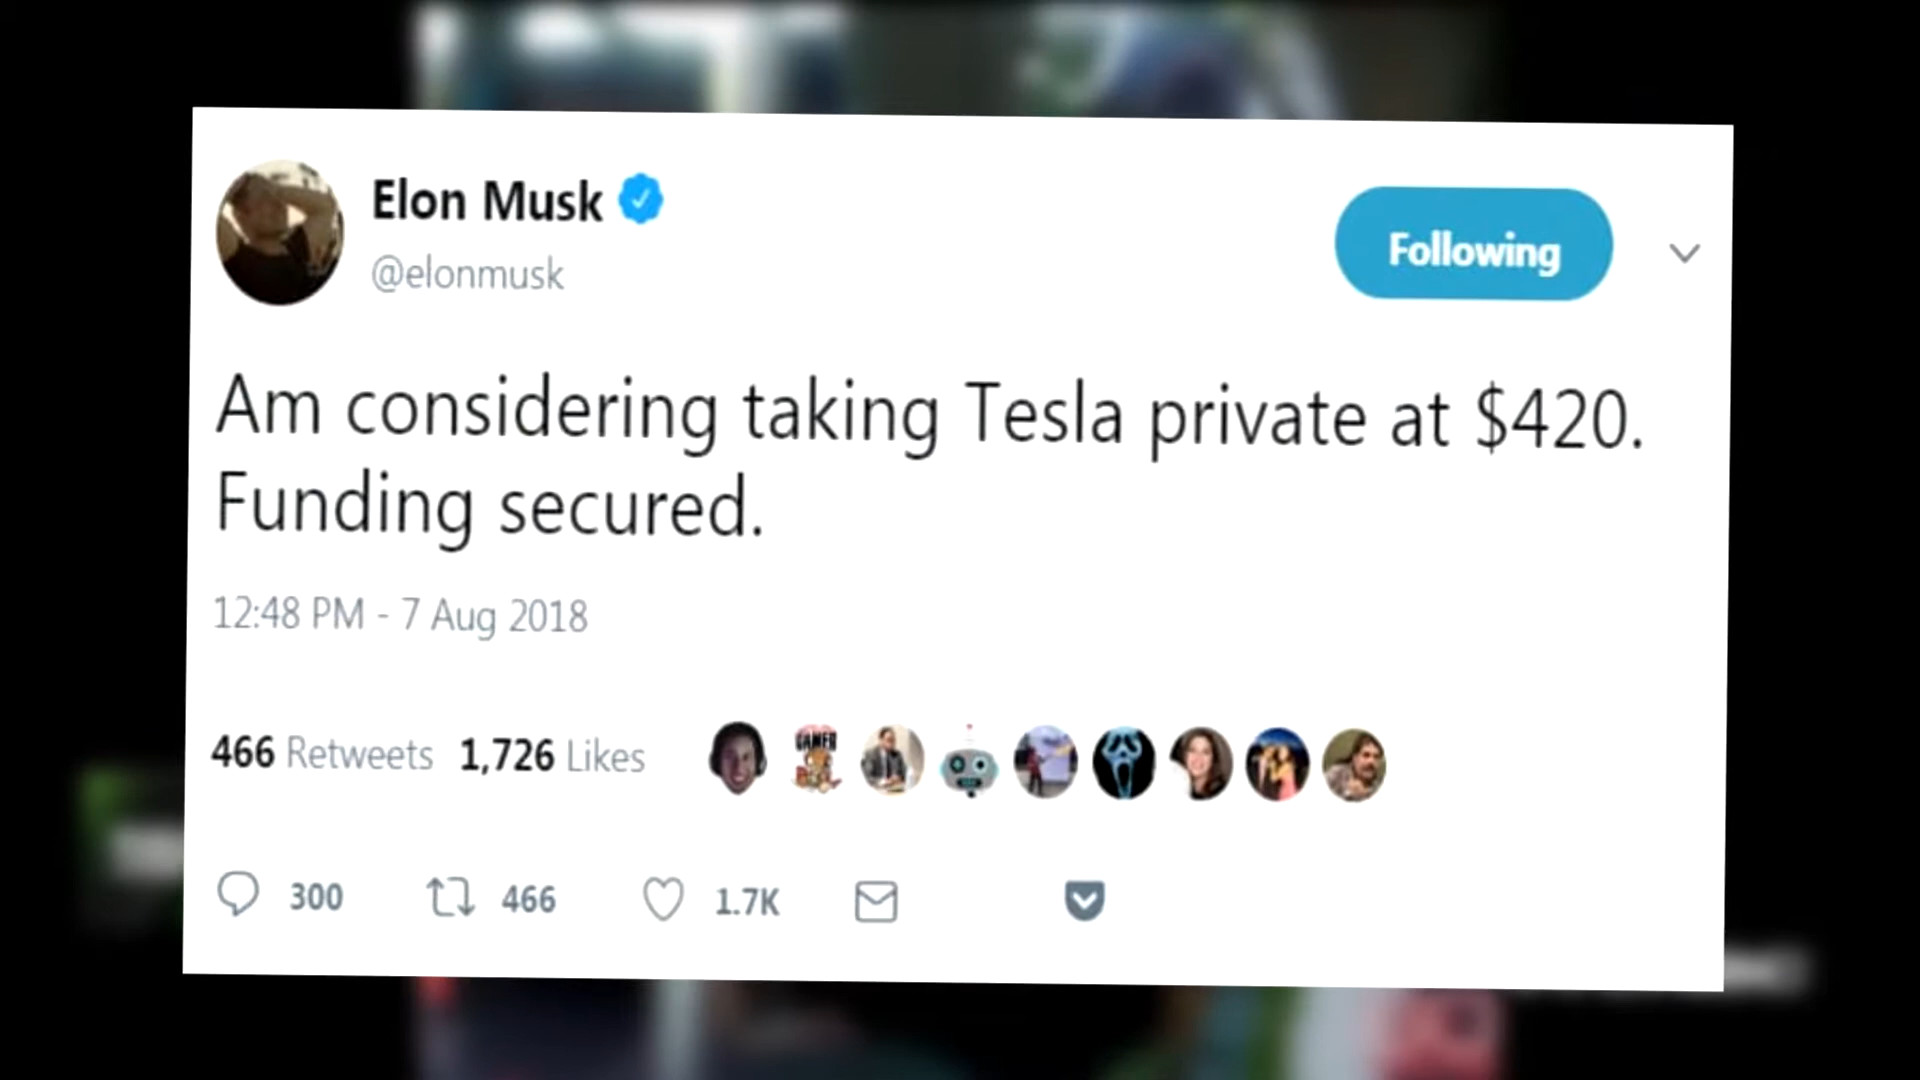 Elon Musk
@elonmusk
Following
Am considering taking Tesla private at $420.
Funding secured.
12:48 PM - 7 Aug 2018
466 Retweets 1,726 Likes
GAMER
300 466 1.7K